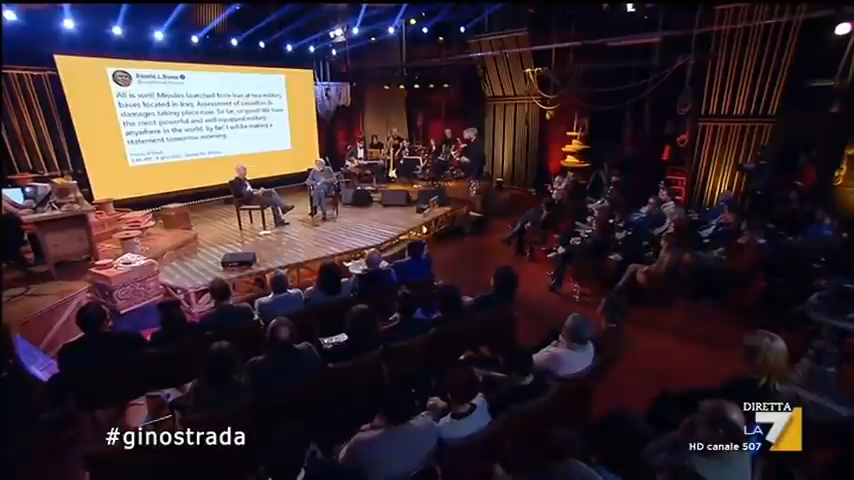 Donald J. Trump
All is well! Missiles launched from Iran at two military
bases located in Iraq. Assessment of casualties &
damages taking place now. So far, so good! We have
the most powerful and well equipped military
anywhere in the world, by far! I will be making a
statement tomorrow morning.
#ginostrada
DIRETTA
LA7
HD canale 507